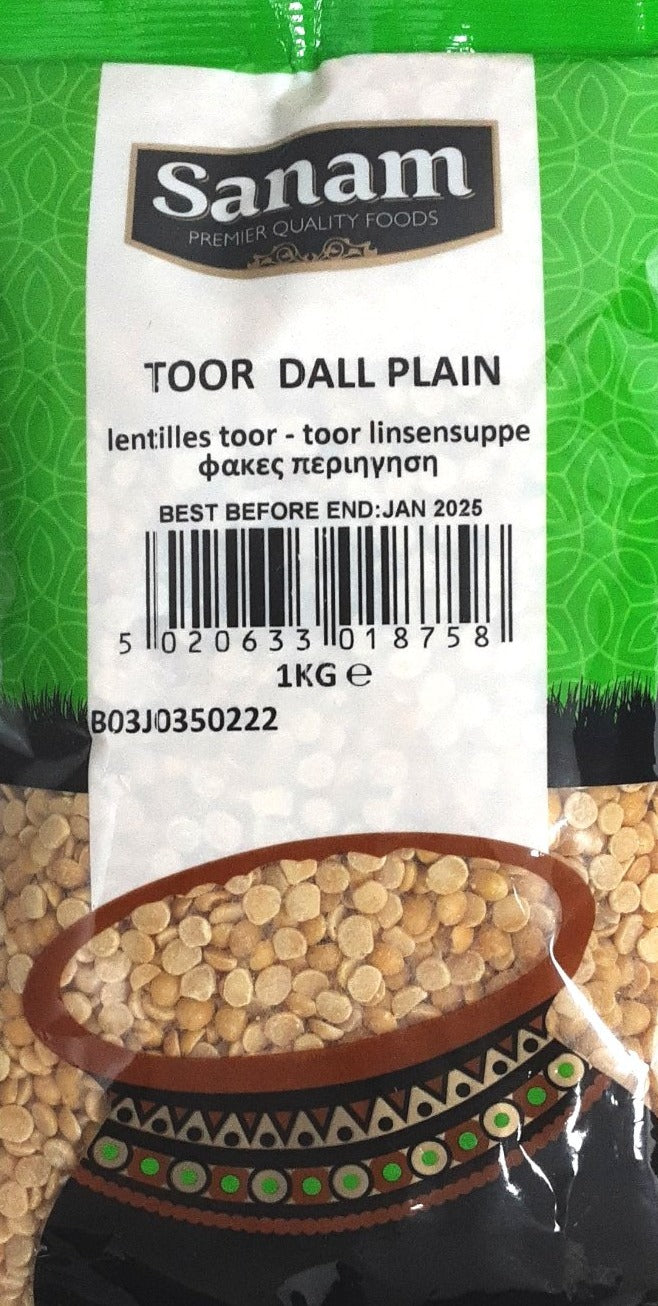 Sanam
PREMIER QUALITY FOODS
TOOR DALL PLAIN
lentilles toor - toor linsensuppe
φακες περιηγηση
BEST BEFORE END:JAN 2025
5 020633 018758
1KG ℮
B03J0350222